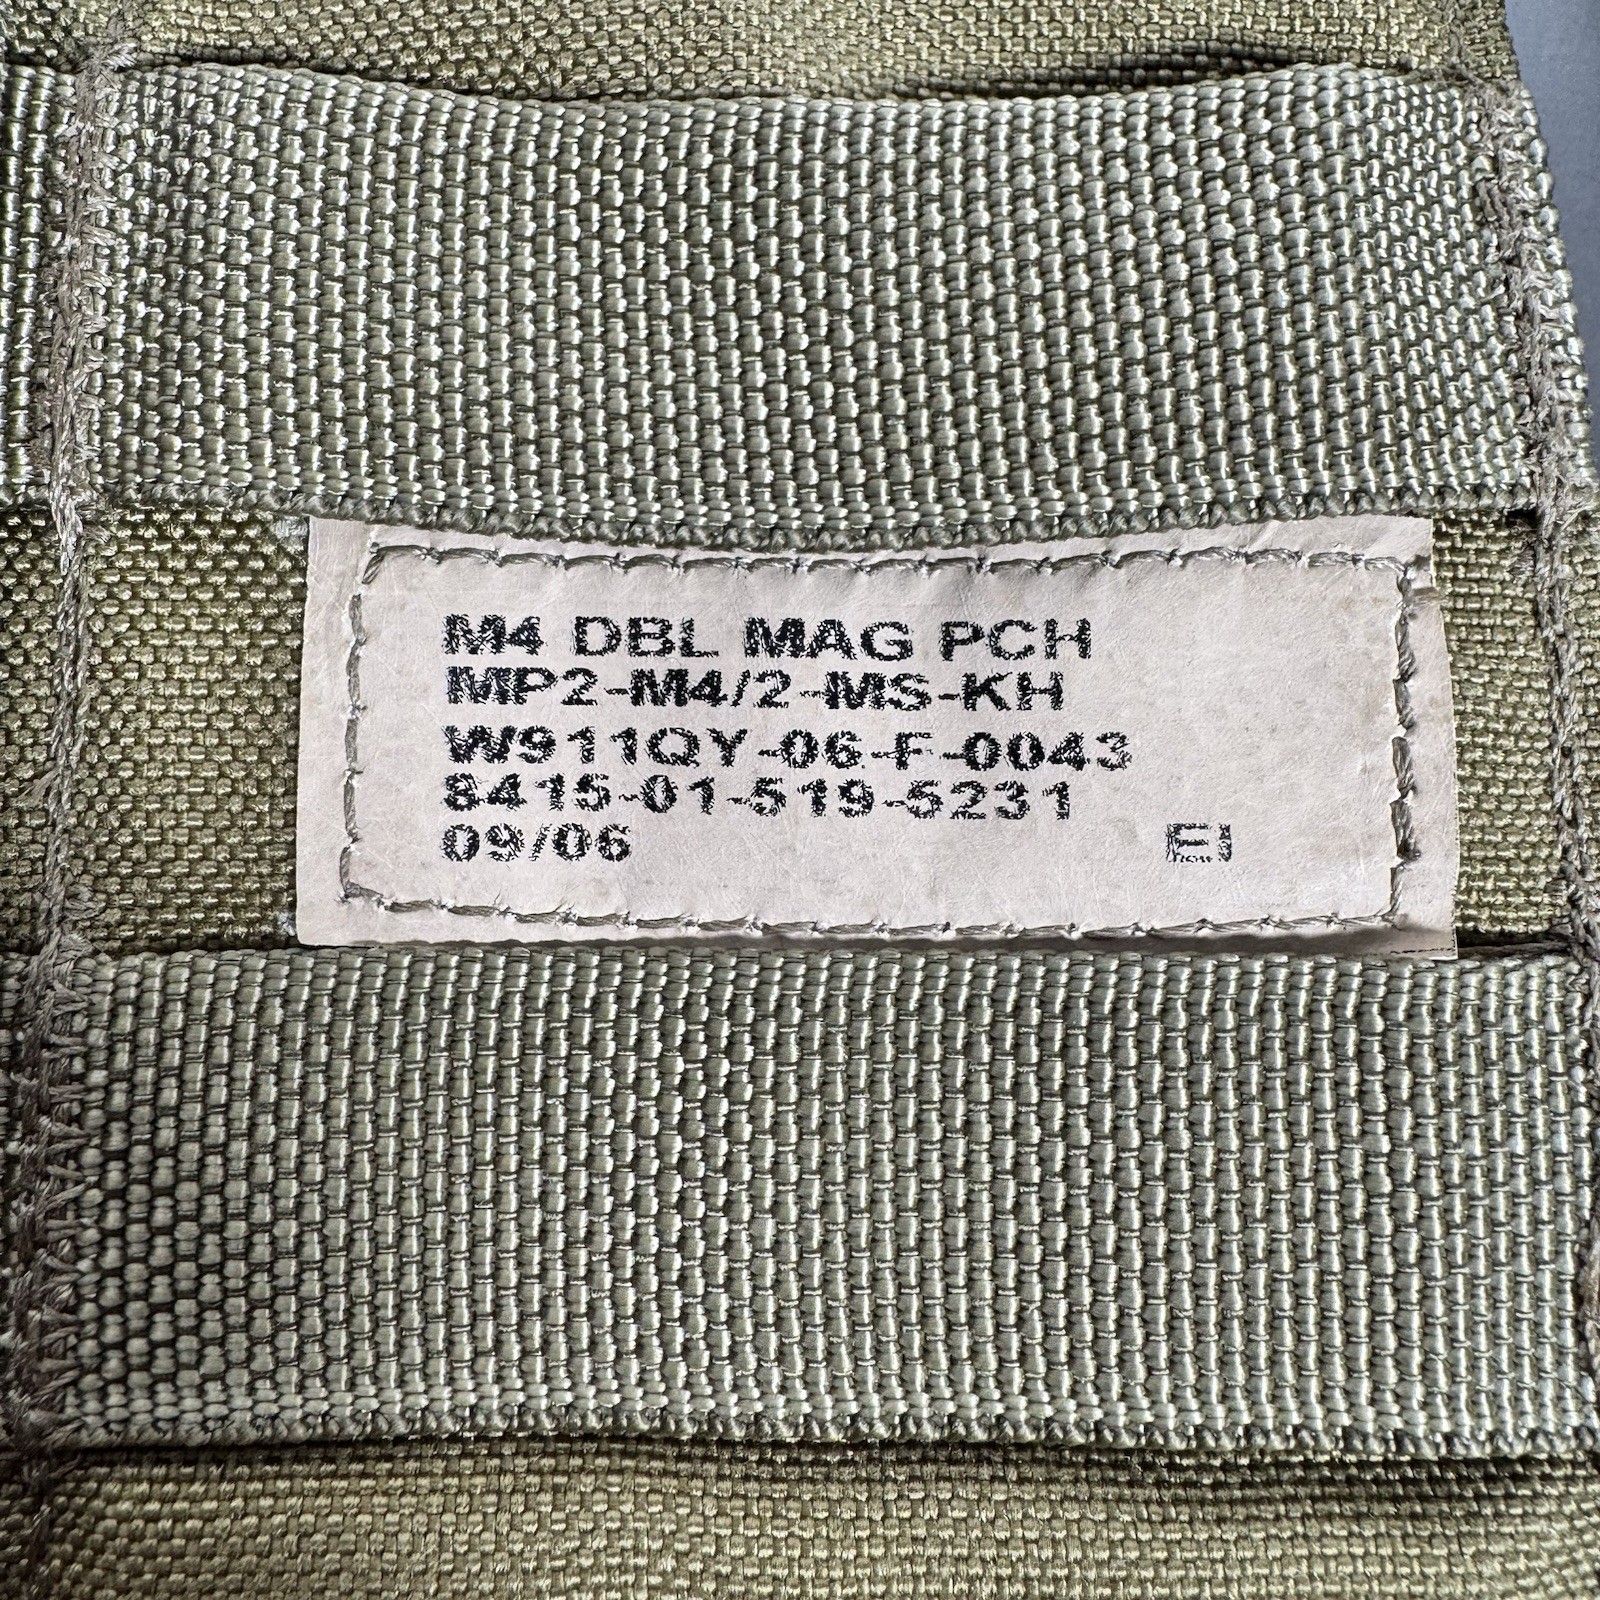 M4 DBL MAG PCH
MP2-M4/2-MS-KH
W911QY-06-F-0043
8415-01-519-5231
09/06 EI